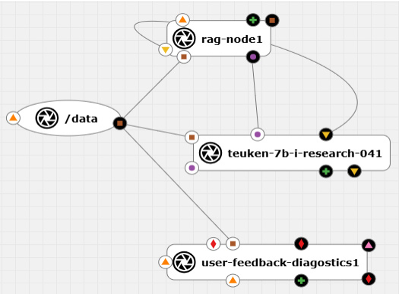 rag-node1
/data
teuken-7b-i-research-041
user-feedback-diagostics1